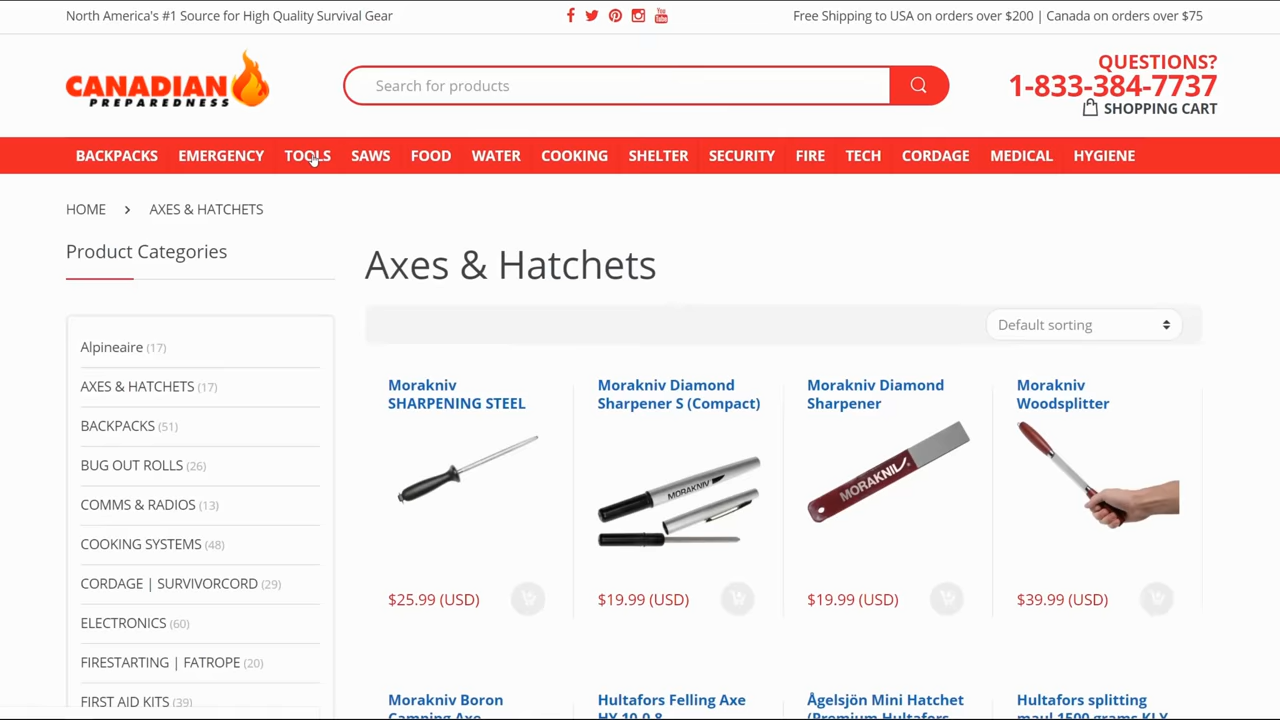 North America's #1 Source for High Quality Survival Gear
Free Shipping to USA on orders over $200 | Canada on orders over $75
CANADIAN
PREPAREDNESS
Search for products
QUESTIONS?
1-833-384-7737
SHOPPING CART
BACKPACKS EMERGENCY TOOLS SAWS FOOD WATER COOKING SHELTER SECURITY FIRE TECH CORDAGE MEDICAL HYGIENE
HOME > AXES & HATCHETS
Product Categories
Alpineaire (17)
AXES & HATCHETS (17)
BACKPACKS (51)
BUG OUT ROLLS (26)
COMMS & RADIOS (13)
COOKING SYSTEMS (48)
CORDAGE | SURVIVORCORD (29)
ELECTRONICS (60)
FIRESTARTING | FATROPE (20)
FIRST AID KITS (39)
Axes & Hatchets
Default sorting
Morakniv
SHARPENING STEEL
$25.99 (USD)
Morakniv Diamond
Sharpener S (Compact)
MORAKNIV
$19.99 (USD)
Morakniv Diamond
Sharpener
MORAKNIV
$19.99 (USD)
Morakniv
Woodsplitter
$39.99 (USD)
Morakniv Boron
Camping Axe
Hultafors Felling Axe
HY 10-0,8
Ågelsjön Mini Hatchet
(Premium Hultafors
Hultafors splitting
maul 1500 grams KLY